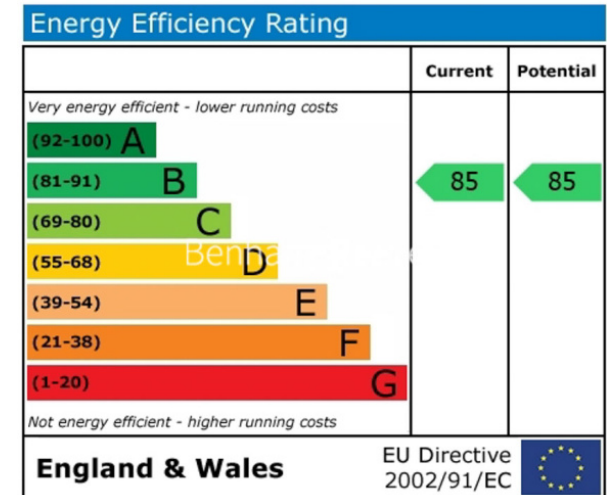 Energy Efficiency Rating
Current Potential
Very energy efficient - lower running costs
(92-100) A
(81-91) B 85 85
(69-80) C
(55-68) D
(39-54) E
(21-38) F
(1-20) G
Not energy efficient - higher running costs
England & Wales
EU Directive
2002/91/EC